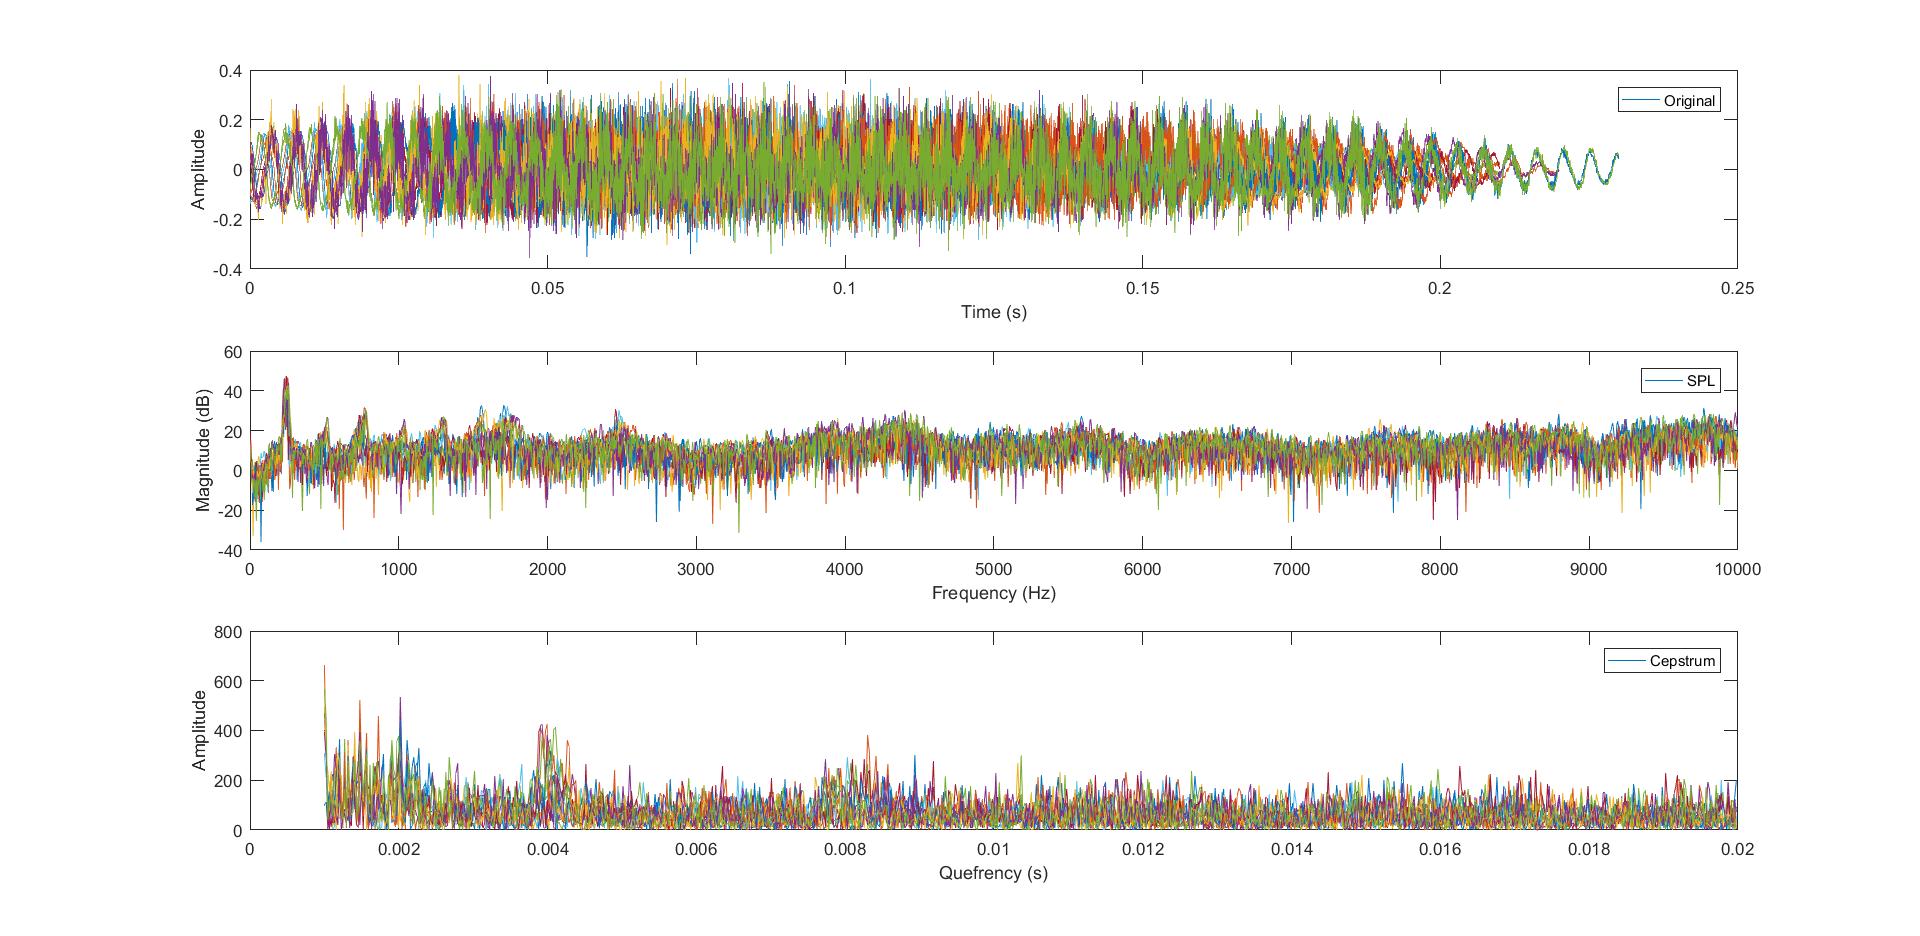 0.4
0.2
0
-0.2
-0.4
Amplitude
Original
0 0.05 0.1 0.15 0.2 0.25
Time (s)
60
40
20
0
-20
-40
Magnitude (dB)
SPL
0 1000 2000 3000 4000 5000 6000 7000 8000 9000 10000
Frequency (Hz)
800
600
400
200
0
Amplitude
Cepstrum
0 0.002 0.004 0.006 0.008 0.01 0.012 0.014 0.016 0.018 0.02
Quefrency (s)